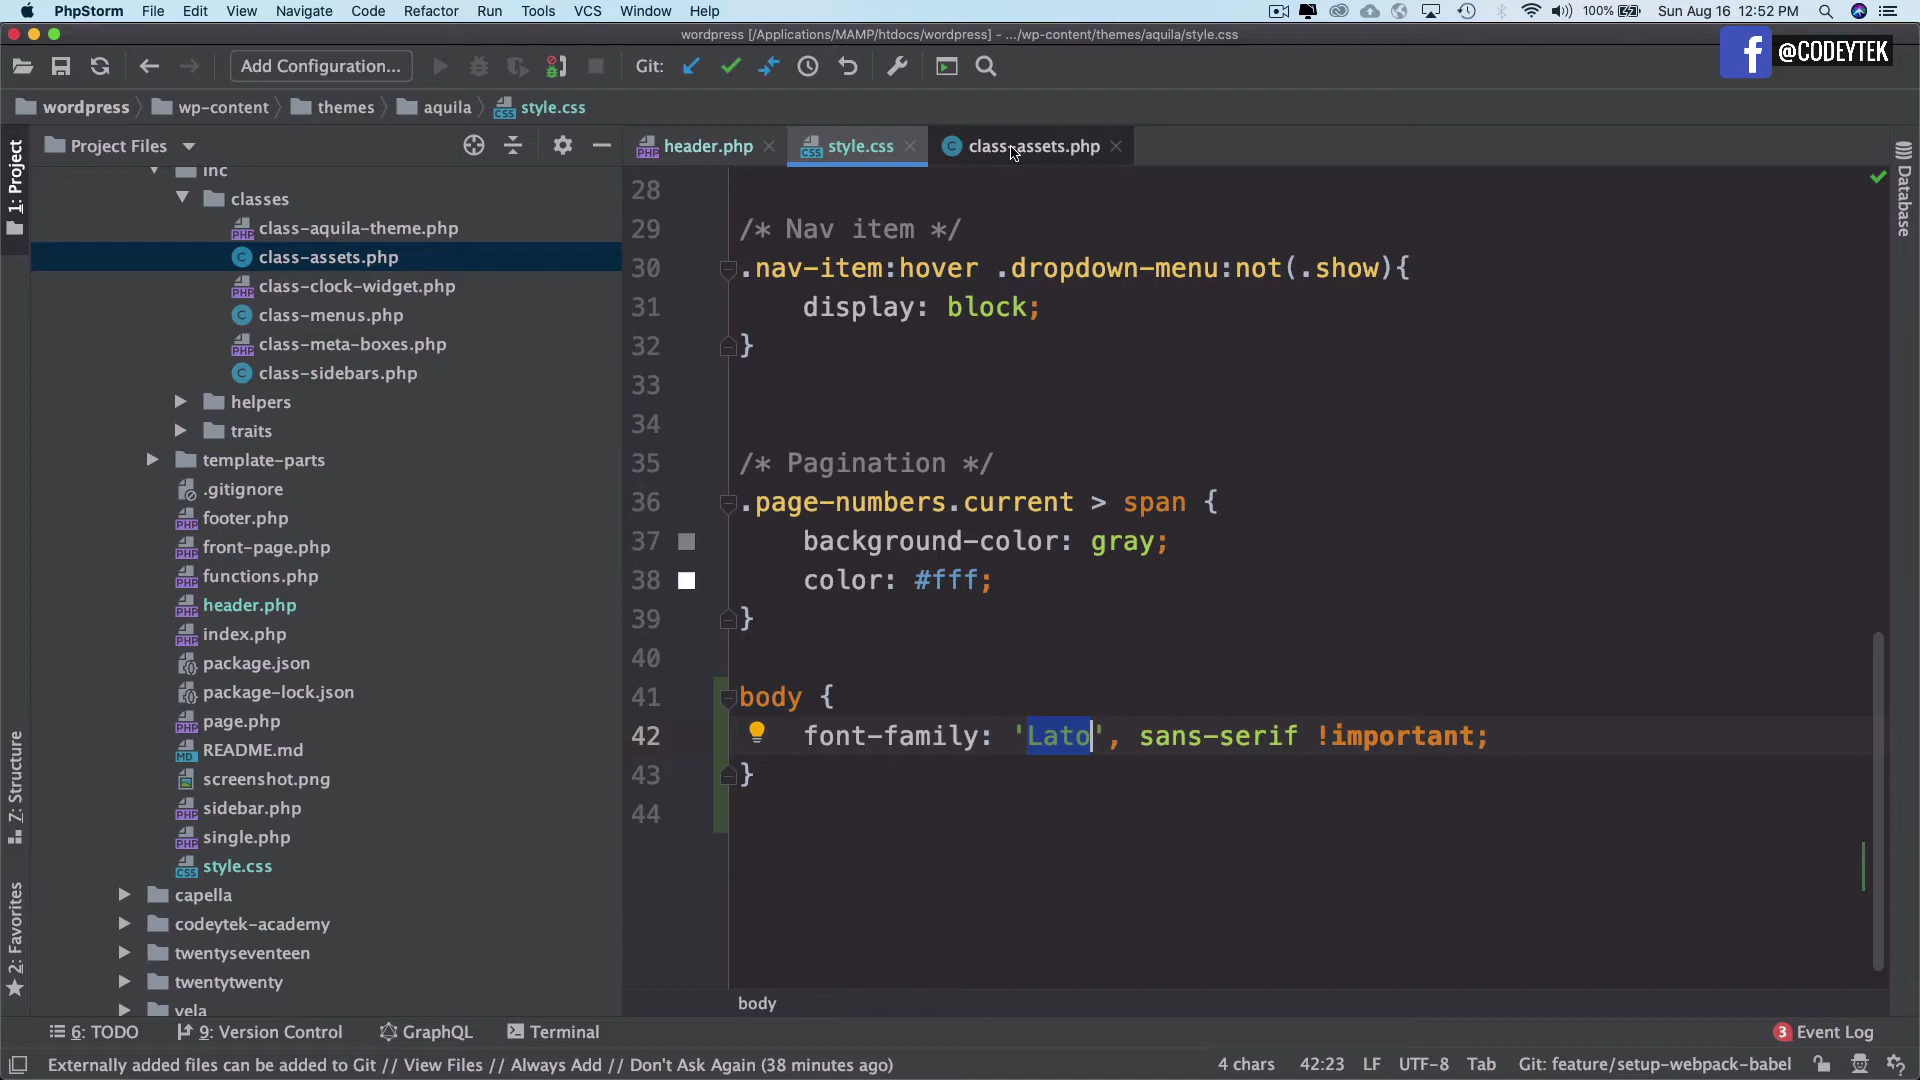 PhpStorm File Edit View Navigate Code Refactor Run Tools VCS Window Help 100% Sun Aug 16 12:52 PM
wordpress [/Applications/MAMP/htdocs/wordpress] - .../wp-content/themes/aquila/style.css
f @CODEYTEK
Add Configuration... Git:
wordpress wp-content themes aquila style.css
1: Project
Project Files
inc
classes
class-aquila-theme.php
class-assets.php
class-clock-widget.php
class-menus.php
class-meta-boxes.php
class-sidebars.php
helpers
traits
template-parts
.gitignore
footer.php
front-page.php
functions.php
header.php
index.php
package.json
package-lock.json
page.php
README.md
screenshot.png
sidebar.php
single.php
style.css
capella
codeytek-academy
twentyseventeen
twentytwenty
vela
7: Structure
2: Favorites
header.php style.css class-assets.php
28
29 /* Nav item */
30 .nav-item:hover .dropdown-menu:not(.show){
31 display: block;
32 }
33
34
35 /* Pagination */
36 .page-numbers.current > span {
37 background-color: gray;
38 color: #fff;
39 }
40
41 body {
42 font-family: 'Lato', sans-serif !important;
43 }
44
body
Database
6: TODO 9: Version Control GraphQL Terminal 3 Event Log
Externally added files can be added to Git // View Files // Always Add // Don't Ask Again (38 minutes ago) 4 chars 42:23 LF UTF-8 Tab Git: feature/setup-webpack-babel